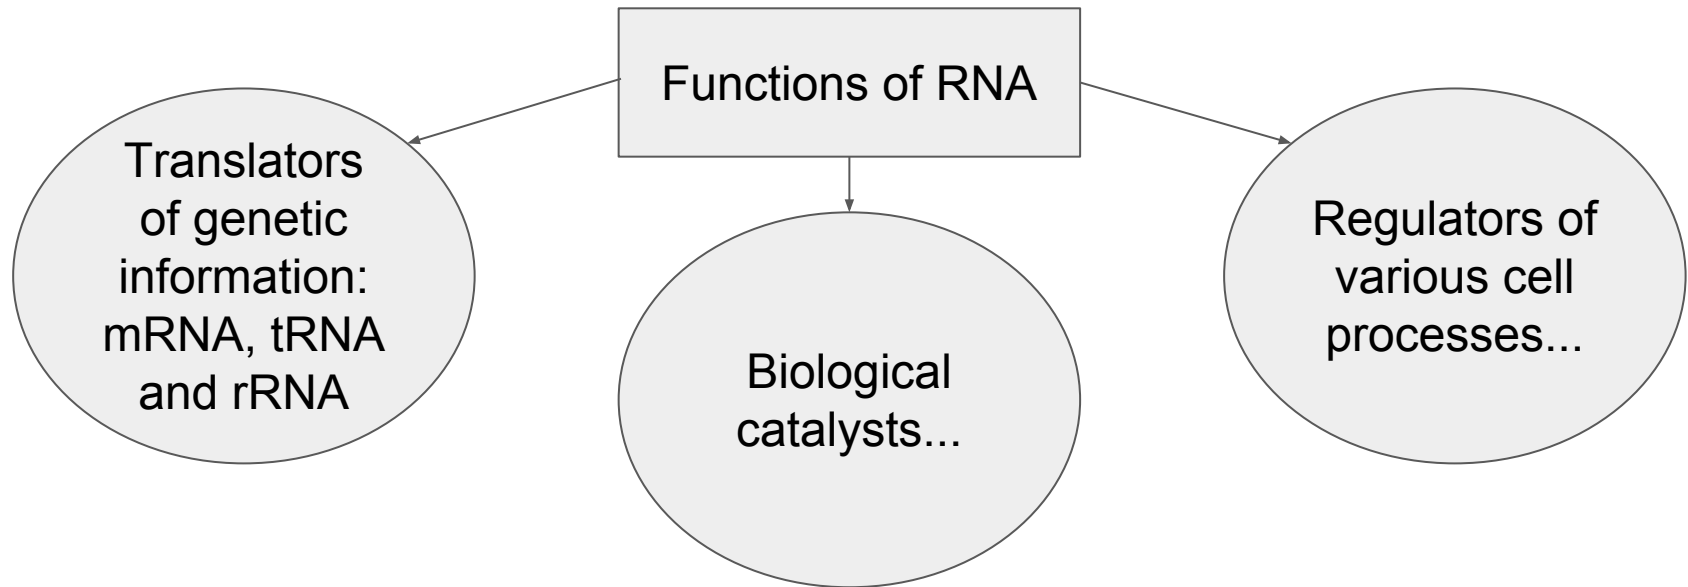 Functions of RNA
Translators
of genetic
information:
mRNA, tRNA
and rRNA
Biological
catalysts...
Regulators of
various cell
processes...